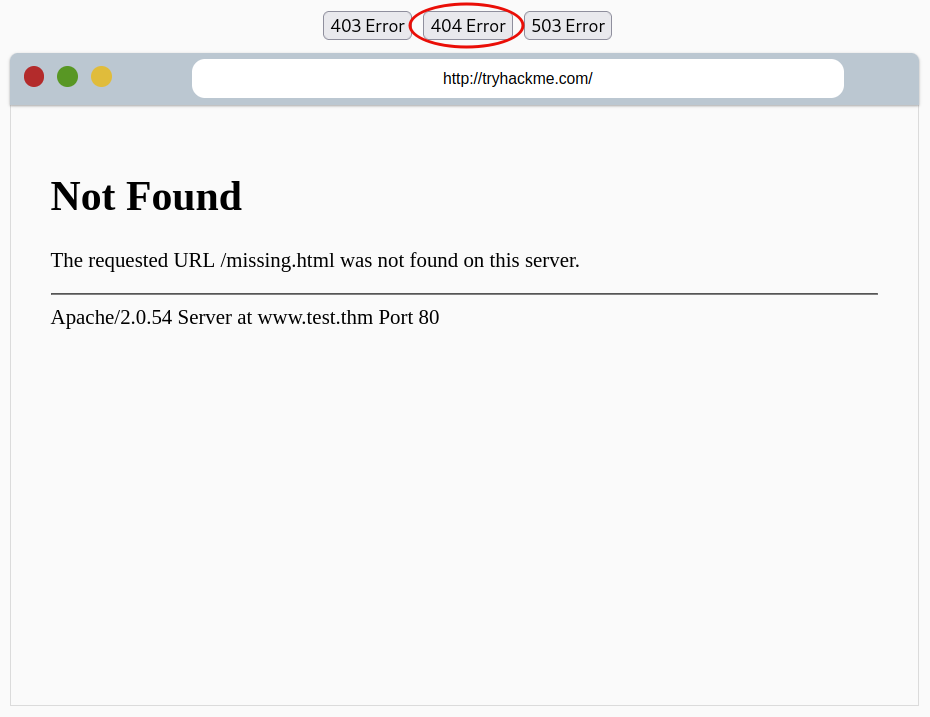 403 Error 404 Error 503 Error
http://tryhackme.com/
Not Found
The requested URL /missing.html was not found on this server.
Apache/2.0.54 Server at www.test.thm Port 80